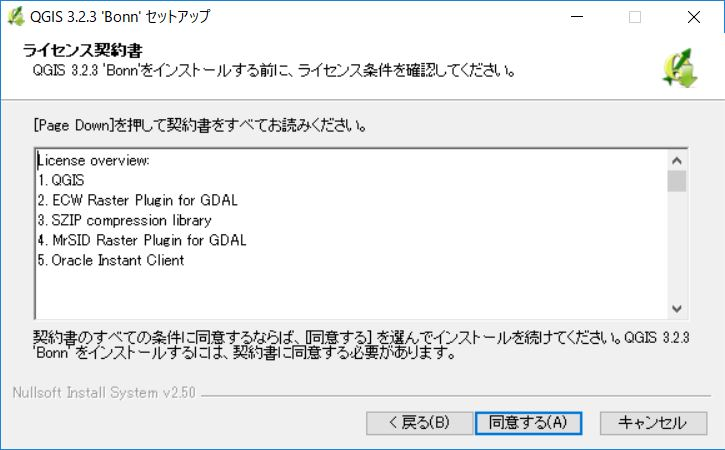 QGIS 3.2.3 'Bonn' セットアップ
ライセンス契約書
QGIS 3.2.3 'Bonn'をインストールする前に、ライセンス条件を確認してください。
[Page Down]を押して契約書をすべてお読みください。
License overview:
1. QGIS
2. ECW Raster Plugin for GDAL
3. SZIP compression library
4. MrSID Raster Plugin for GDAL
5. Oracle Instant Client
契約書のすべての条件に同意するならば、[同意する] を選んでインストールを続けてください。QGIS 3.2.3
'Bonn' をインストールするには、契約書に同意する必要があります。
Nullsoft Install System v2.50
< 戻る(B)
同意する(A)
キャンセル